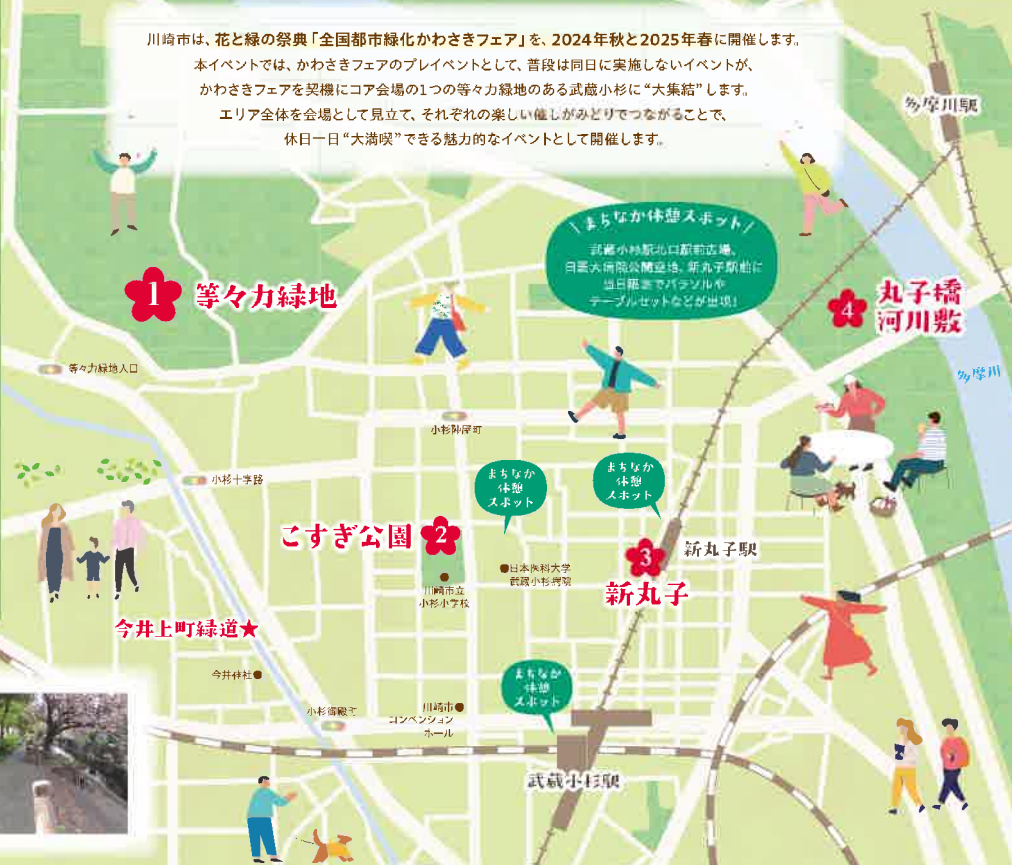 川崎市は、花と緑の祭典「全国都市緑化かわさきフェア」を、2024年秋と2025年春に開催します。
本イベントでは、かわさきフェアのプレイベントとして、普段は同日に実施しないイベントが、
かわさきフェアを契機にコア会場の1つの等々力緑地のある武蔵小杉に“大集結”します。
エリア全体を会場として見立て、それぞれの楽しい催しがみどりでつながることで、
休日一日“大満喫”できる魅力的なイベントとして開催します。
多摩川駅
まちなか休憩スポット
武蔵小杉駅北口駅前広場、
日医大病院公開空地、新丸子駅前に
当日限定でパラソルや
テーブルセットなどが出現!
1 等々力緑地
4 丸子橋
河川敷
等々力緑地入口
多摩川
小杉陣屋町
小杉十字路
まちなか
休憩
スポット
まちなか
休憩
スポット
こすぎ公園 2
3
新丸子駅
新丸子
●日本医科大学
武蔵小杉病院
川崎市立
小杉小学校
今井上町緑道★
今井神社●
小杉御殿町
川崎市●
コンベンション
ホール
まちなか
休憩
スポット
武蔵小杉駅